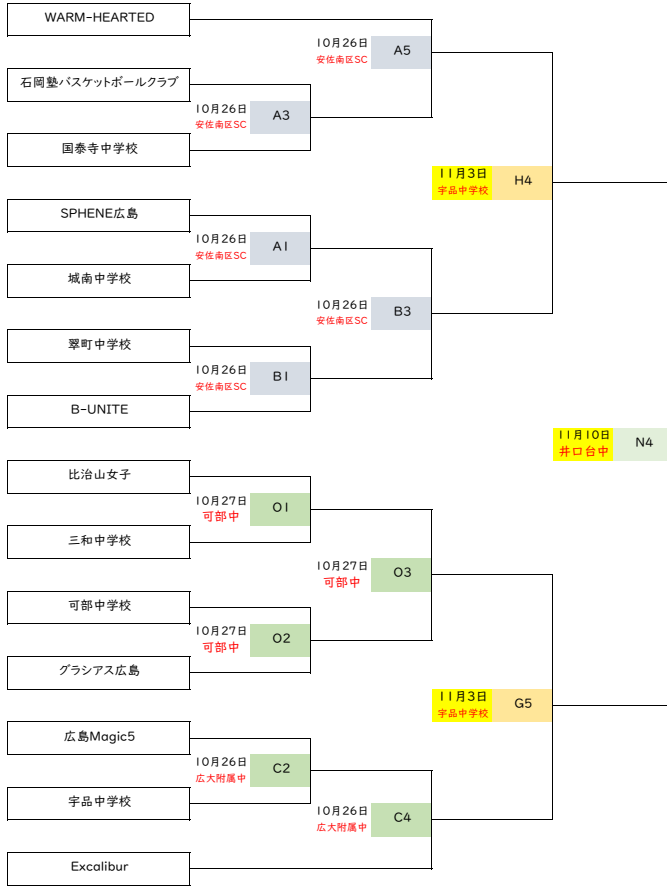 WARM-HEARTED
10月26日
A5
安佐南区SC
石岡塾バスケットボールクラブ
10月26日
A3
安佐南区SC
国泰寺中学校
11月3日
H4
宇品中学校
SPHENE広島
10月26日
A1
安佐南区SC
城南中学校
10月26日
B3
安佐南区SC
翠町中学校
10月26日
B1
安佐南区SC
B-UNITE
11月10日
N4
井口台中
比治山女子
10月27日
O1
可部中
三和中学校
10月27日
O3
可部中
可部中学校
10月27日
O2
可部中
グラシアス広島
11月3日
G5
宇品中学校
広島Magic5
10月26日
C2
広大附属中
宇品中学校
10月26日
C4
広大附属中
Excalibur